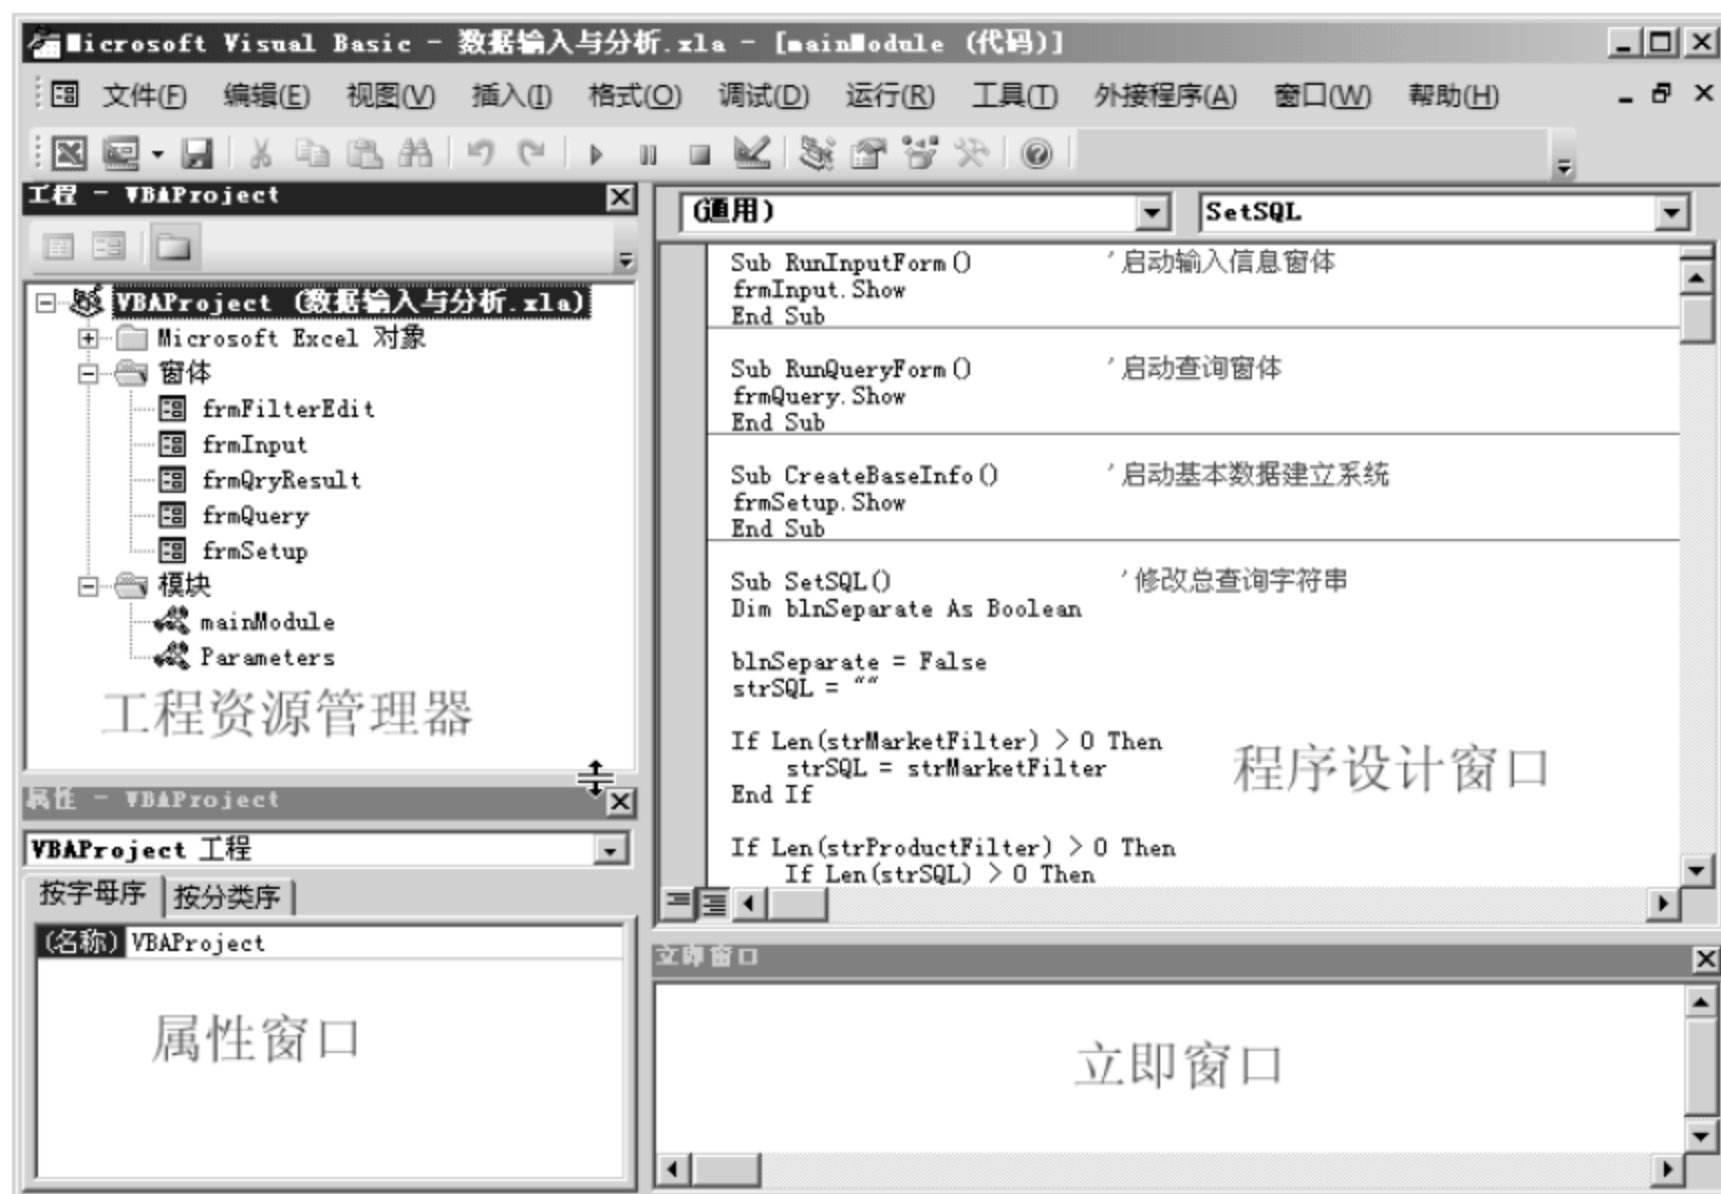 Microsoft Visual Basic - 数据输入与分析.xla - [mainModule (代码)]
文件(F) 编辑(E) 视图(V) 插入(I) 格式(O) 调试(D) 运行(R) 工具(T) 外接程序(A) 窗口(W) 帮助(H)
工程 - VBAProject
VBAProject (数据输入与分析.xla)
Microsoft Excel 对象
窗体
frmFilterEdit
frmInput
frmQryResult
frmQuery
frmSetup
模块
mainModule
Parameters
工程资源管理器
属性 - VBAProject
VBAProject 工程
按字母序 按分类序
(名称) VBAProject
属性窗口
(通用) SetSQL
Sub RunInputForm() '启动输入信息窗体
frmInput.Show
End Sub
Sub RunQueryForm() '启动查询窗体
frmQuery.Show
End Sub
Sub CreateBaseInfo() '启动基本数据建立系统
frmSetup.Show
End Sub
Sub SetSQL() '修改总查询字符串
Dim blnSeparate As Boolean
blnSeparate = False
strSQL = ""
If Len(strMarketFilter) > 0 Then
strSQL = strMarketFilter
End If
If Len(strProductFilter) > 0 Then
If Len(strSQL) > 0 Then
程序设计窗口
立即窗口
立即窗口